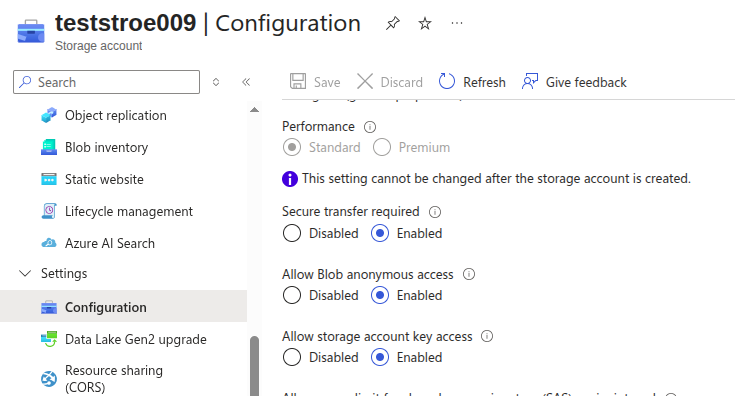 teststroe009 | Configuration
Storage account
Search
Object replication
Blob inventory
Static website
Lifecycle management
Azure AI Search
Settings
Configuration
Data Lake Gen2 upgrade
Resource sharing
(CORS)
Save Discard Refresh Give feedback
Performance
Standard Premium
This setting cannot be changed after the storage account is created.
Secure transfer required
Disabled Enabled
Allow Blob anonymous access
Disabled Enabled
Allow storage account key access
Disabled Enabled